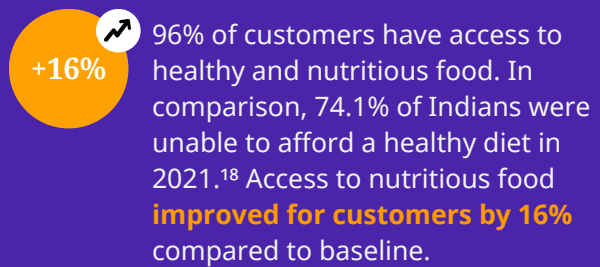 +16%
96% of customers have access to
healthy and nutritious food. In
comparison, 74.1% of Indians were
unable to afford a healthy diet in
2021.¹⁸ Access to nutritious food
improved for customers by 16%
compared to baseline.